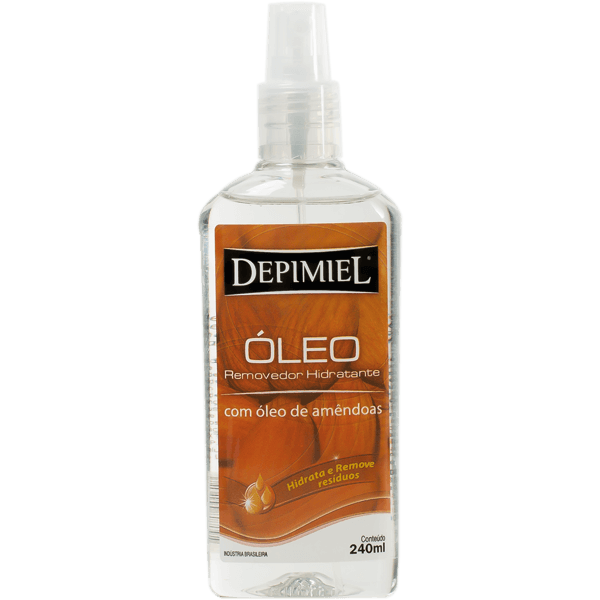 DEPIMIEL®
ÓLEO
Removedor Hidratante
com óleo de amêndoas
Hidrata e Remove
resíduos
INDÚSTRIA BRASILEIRA
Conteúdo
240ml